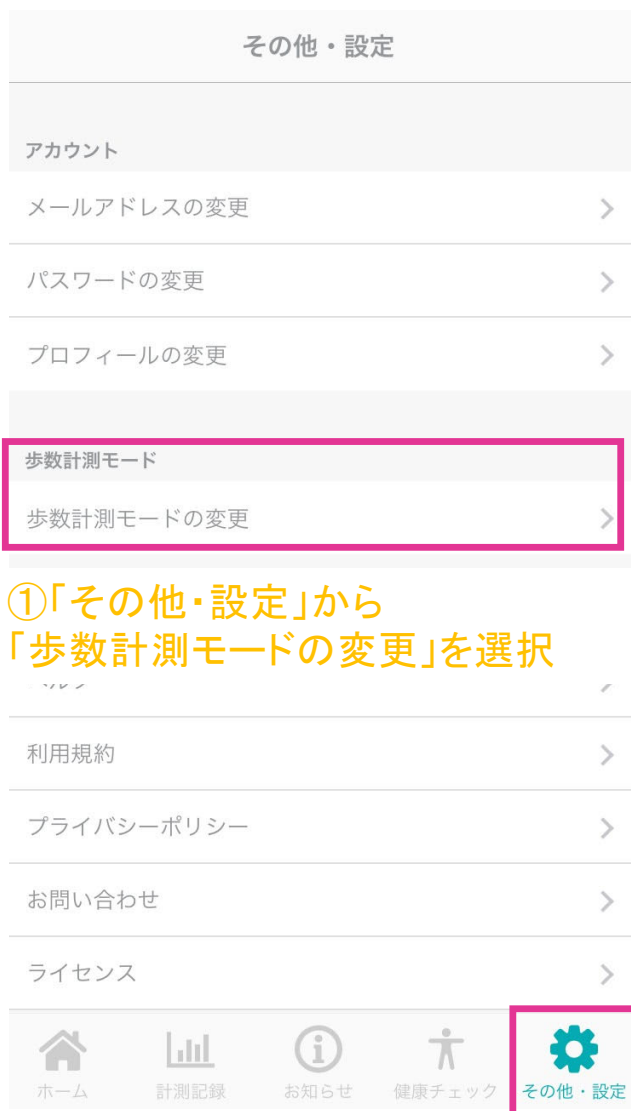 その他・設定
アカウント
メールアドレスの変更
パスワードの変更
プロフィールの変更
歩数計測モード
歩数計測モードの変更
①「その他・設定」から
「歩数計測モードの変更」を選択
利用規約
プライバシーポリシー
お問い合わせ
ライセンス
ホーム
計測記録
お知らせ
健康チェック
その他・設定